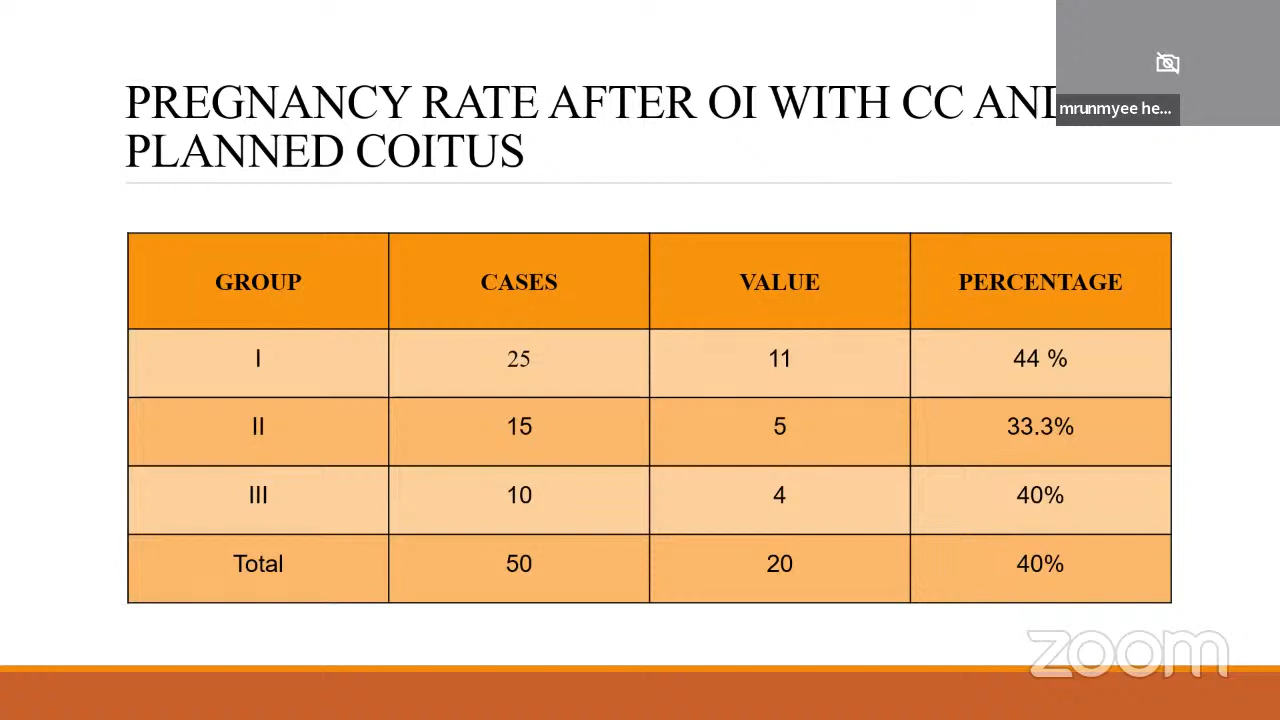 PREGNANCY RATE AFTER OI WITH CC AND
PLANNED COITUS
mrunmyee he...
GROUP CASES VALUE PERCENTAGE
I 25 11 44 %
II 15 5 33.3%
III 10 4 40%
Total 50 20 40%
zoom